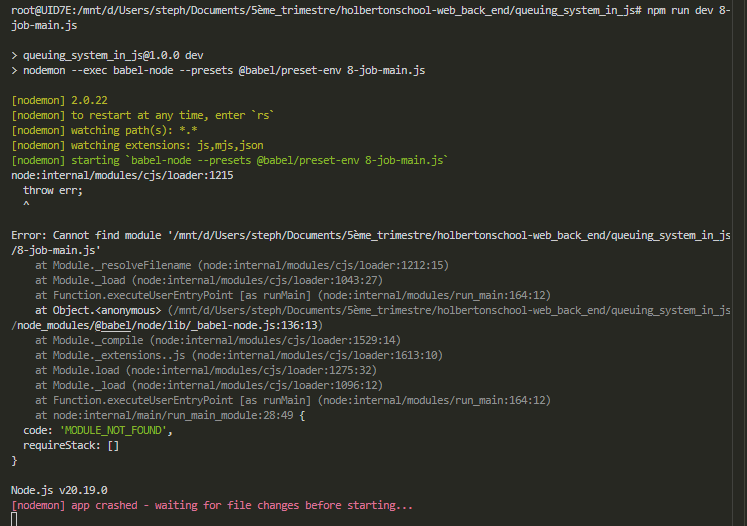 root@UID7E:/mnt/d/Users/steph/Documents/5ème_trimestre/holbertonschool-web_back_end/queuing_system_in_js# npm run dev 8-
job-main.js
> queuing_system_in_js@1.0.0 dev
> nodemon --exec babel-node --presets @babel/preset-env 8-job-main.js
[nodemon] 2.0.22
[nodemon] to restart at any time, enter `rs`
[nodemon] watching path(s): *.*
[nodemon] watching extensions: js,mjs,json
[nodemon] starting `babel-node --presets @babel/preset-env 8-job-main.js`
node:internal/modules/cjs/loader:1215
  throw err;
  ^
Error: Cannot find module '/mnt/d/Users/steph/Documents/5ème_trimestre/holbertonschool-web_back_end/queuing_system_in_js
/8-job-main.js'
    at Module._resolveFilename (node:internal/modules/cjs/loader:1212:15)
    at Module._load (node:internal/modules/cjs/loader:1043:27)
    at Function.executeUserEntryPoint [as runMain] (node:internal/modules/run_main:164:12)
    at Object.<anonymous> (/mnt/d/Users/steph/Documents/5ème_trimestre/holbertonschool-web_back_end/queuing_system_in_js
/node_modules/@babel/node/lib/_babel-node.js:136:13)
    at Module._compile (node:internal/modules/cjs/loader:1529:14)
    at Module._extensions..js (node:internal/modules/cjs/loader:1613:10)
    at Module.load (node:internal/modules/cjs/loader:1275:32)
    at Module._load (node:internal/modules/cjs/loader:1096:12)
    at Function.executeUserEntryPoint [as runMain] (node:internal/modules/run_main:164:12)
    at node:internal/main/run_main_module:28:49 {
  code: 'MODULE_NOT_FOUND',
  requireStack: []
}
Node.js v20.19.0
[nodemon] app crashed - waiting for file changes before starting...